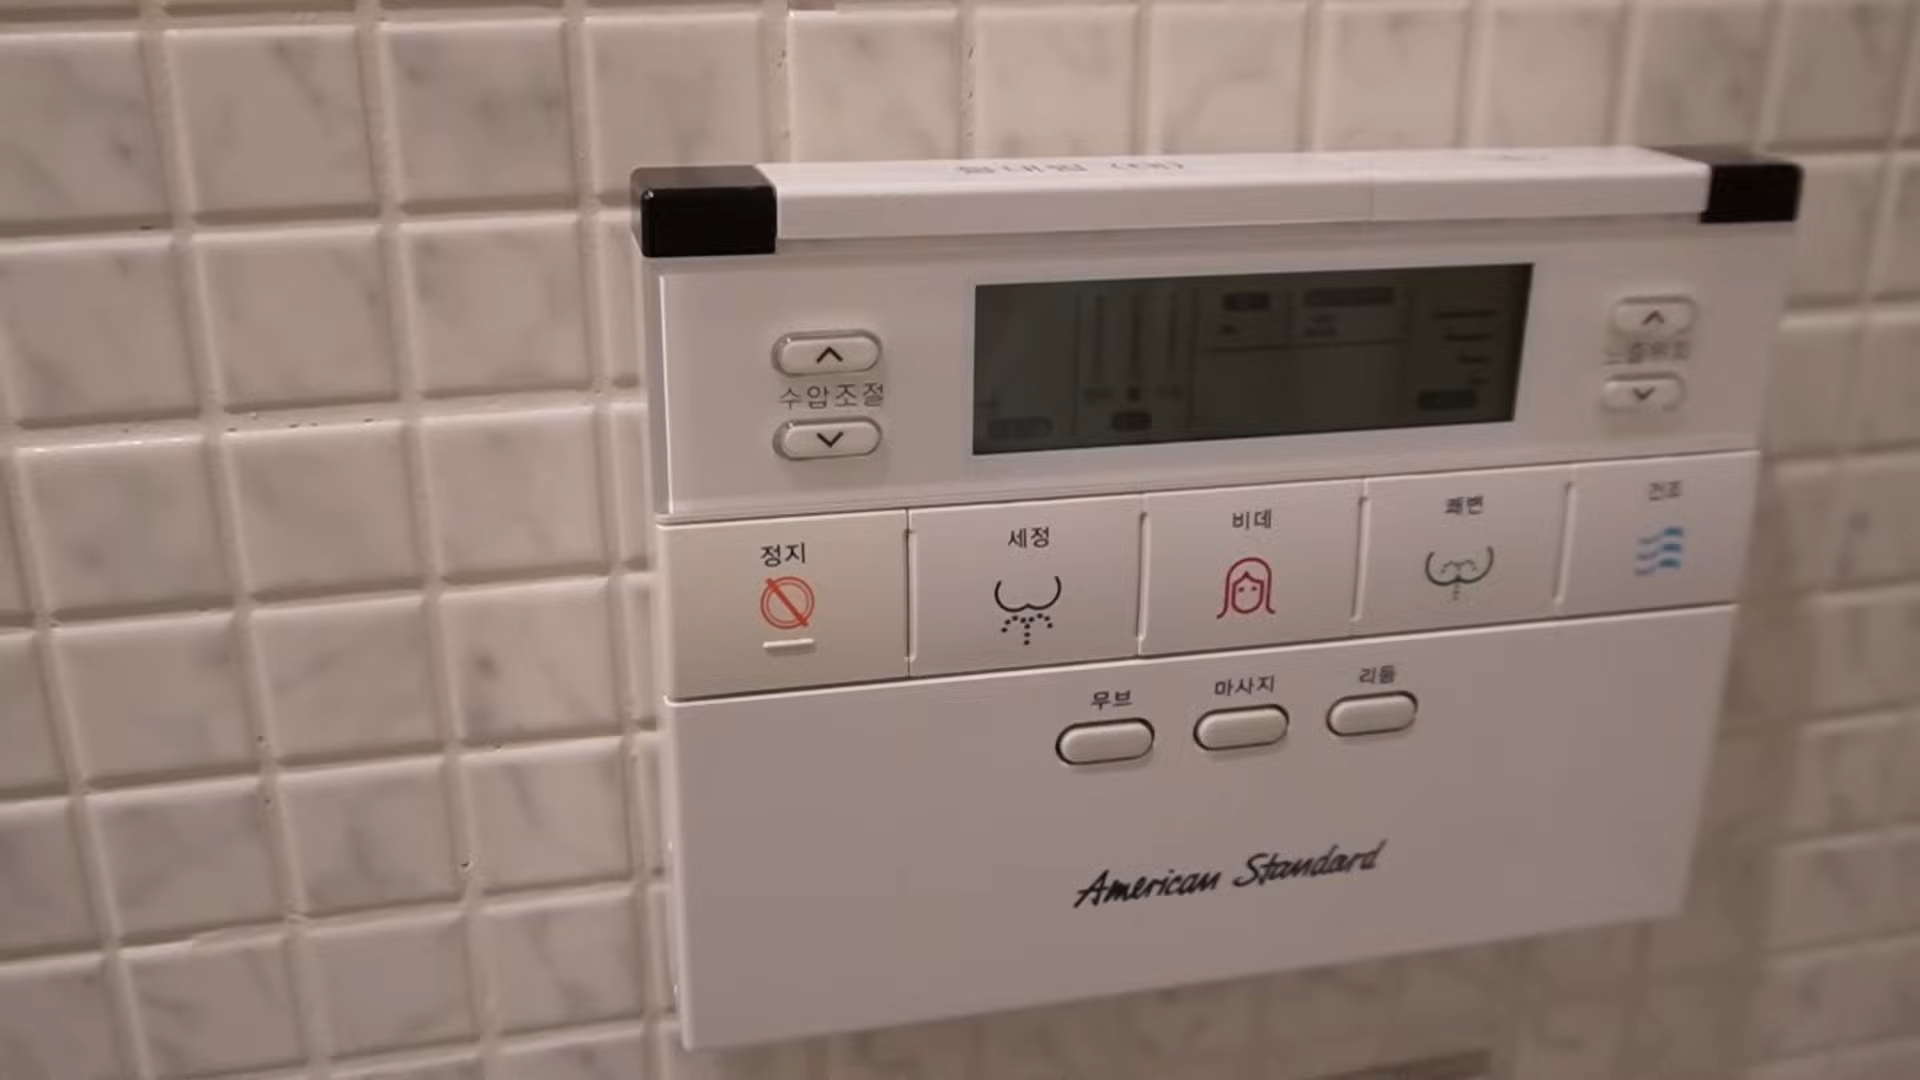 수압조절
정지
세정
비데
쾌변
건조
무브
마사지
리듬
American Standard